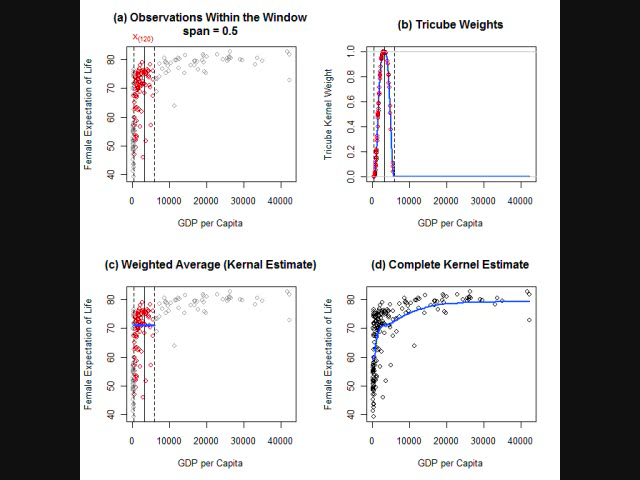 (a) Observations Within the Window
span = 0.5
x(120)
Female Expectation of Life
40 50 60 70 80
0 10000 20000 30000 40000
GDP per Capita
(b) Tricube Weights
Tricube Kernel Weight
0.0 0.2 0.4 0.6 0.8 1.0
0 10000 20000 30000 40000
GDP per Capita
(c) Weighted Average (Kernal Estimate)
Female Expectation of Life
40 50 60 70 80
0 10000 20000 30000 40000
GDP per Capita
(d) Complete Kernel Estimate
Female Expectation of Life
40 50 60 70 80
0 10000 20000 30000 40000
GDP per Capita